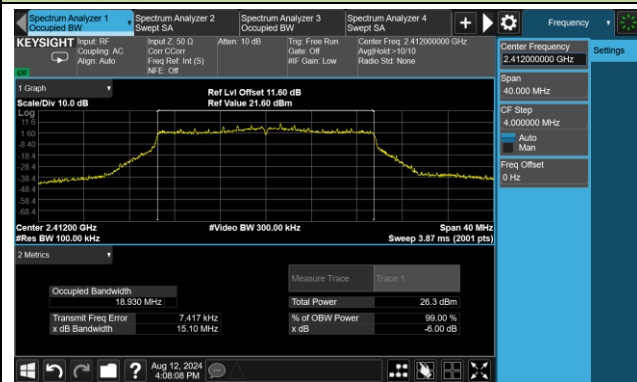 Spectrum Analyzer 1
Occupied BW
Spectrum Analyzer 2
Swept SA
Spectrum Analyzer 3
Occupied BW
Spectrum Analyzer 4
Swept SA
Frequency
KEYSIGHT
Input: RF
Coupling: AC
Align: Auto
Input Z: 50 Ω
Corr CCorr
Freq Ref: Int (S)
NFE: Off
Atten: 10 dB
Trig: Free Run
Gate: Off
#IF Gain: Low
Center Freq: 2.412000000 GHz
Avg|Hold:>10/10
Radio Std: None
Center Frequency
2.412000000 GHz
Settings
Span
40.000 MHz
CF Step
4.000000 MHz
Auto
Man
Freq Offset
0 Hz
1 Graph
Scale/Div 10.0 dB
Ref Lvl Offset 11.60 dB
Ref Value 21.60 dBm
Log
11.6
1.60
-8.40
-18.4
-28.4
-38.4
-48.4
-58.4
-68.4
Center 2.41200 GHz
#Res BW 100.00 kHz
#Video BW 300.00 kHz
Span 40 MHz
Sweep 3.87 ms (2001 pts)
2 Metrics
Measure Trace
Trace 1
Occupied Bandwidth
18.930 MHz
Total Power
26.3 dBm
Transmit Freq Error
7.417 kHz
% of OBW Power
99.00 %
x dB Bandwidth
15.10 MHz
x dB
-6.00 dB
Aug 12, 2024
4:08:08 PM